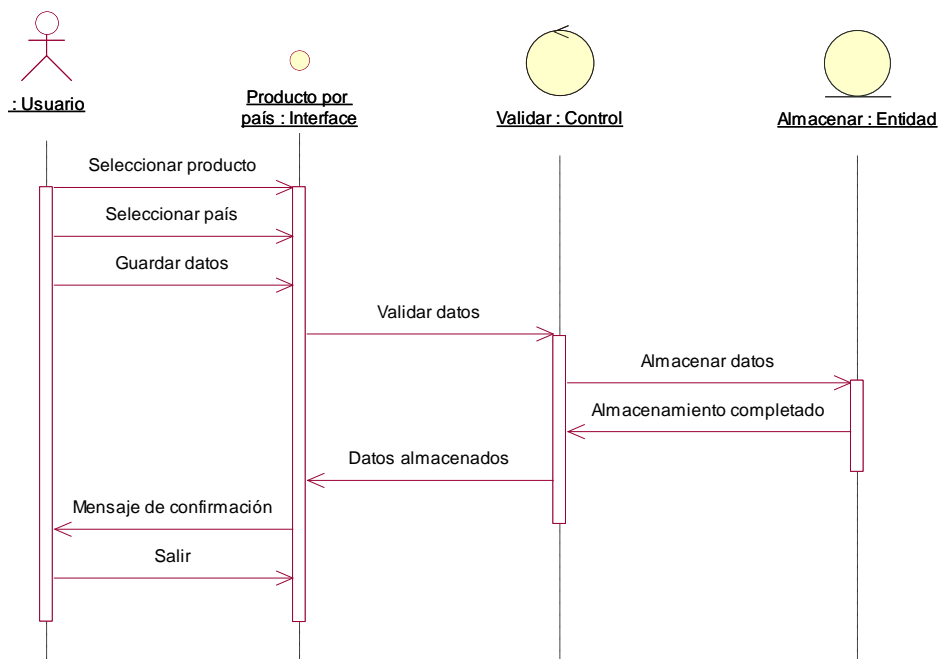 : Usuario
Producto por
país : Interface
Validar : Control
Almacenar : Entidad
Seleccionar producto
Seleccionar país
Guardar datos
Validar datos
Almacenar datos
Almacenamiento completado
Datos almacenados
Mensaje de confirmación
Salir